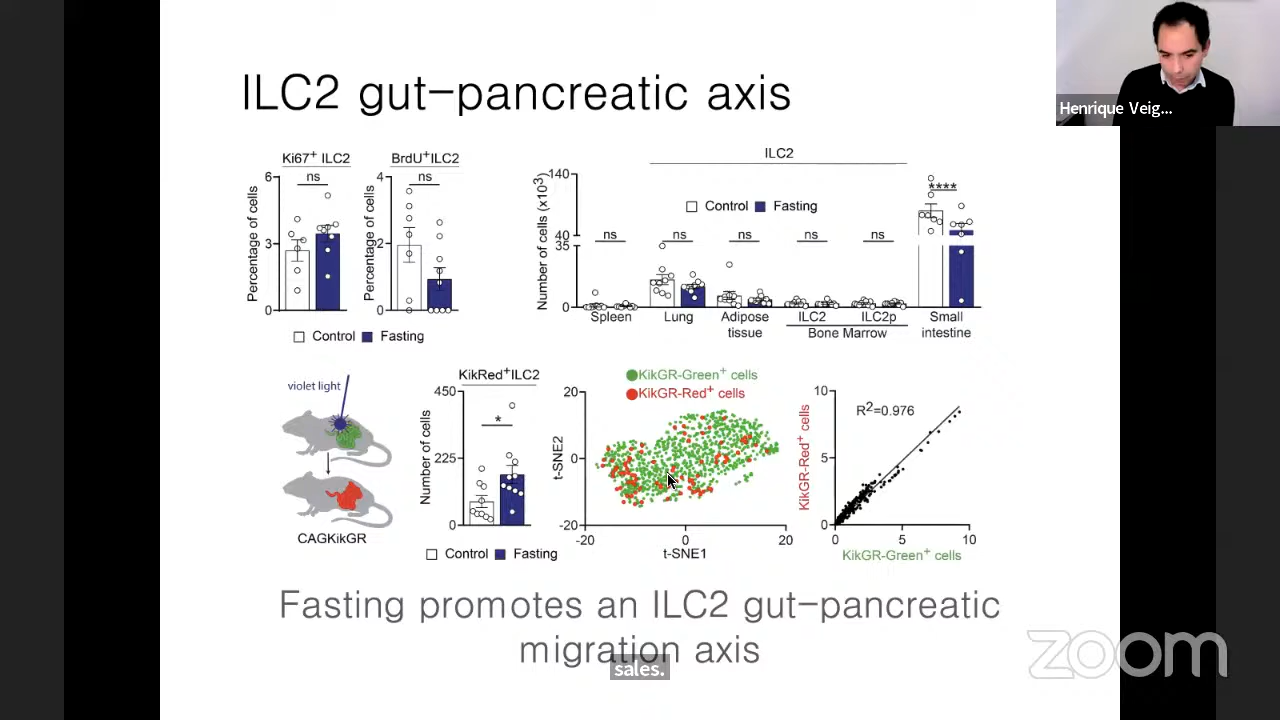 ILC2 gut-pancreatic axis
Henrique Veig...
Ki67+ ILC2
BrdU+ILC2
ns
ns
Percentage of cells
6
3
0
Percentage of cells
4
2
0
Control
Fasting
ILC2
Number of cells (x10³)
140
40
35
0
Control
Fasting
ns
ns
ns
ns
ns
****
Spleen
Lung
Adipose
tissue
ILC2
ILC2p
Bone Marrow
Small
intestine
violet light
CAGKikGR
KikRed+ILC2
Number of cells
450
225
0
*
Control
Fasting
KikGR-Green+ cells
KikGR-Red+ cells
t-SNE2
20
0
-20
-20
0
20
t-SNE1
KikGR-Red+ cells
10
5
0
R²=0.976
0
5
10
KikGR-Green+ cells
Fasting promotes an ILC2 gut-pancreatic
migration axis
sales.
zoom